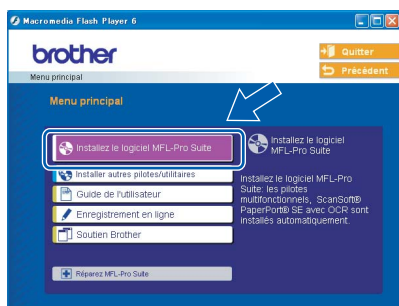 Macromedia Flash Player 6
brother
Quitter
Précédent
Menu principal
Menu principal
Installez le logiciel MFL-Pro Suite
Installer autres pilotes/utilitaires
Guide de l'utilisateur
Enregistrement en ligne
Soutien Brother
Réparez MFL-Pro Suite
Installez le logiciel
MFL-Pro Suite
Installez le logiciel MFL-Pro
Suite: les pilotes
multifonctionnels, ScanSoft®
PaperPort® SE avec OCR sont
installés automatiquement.